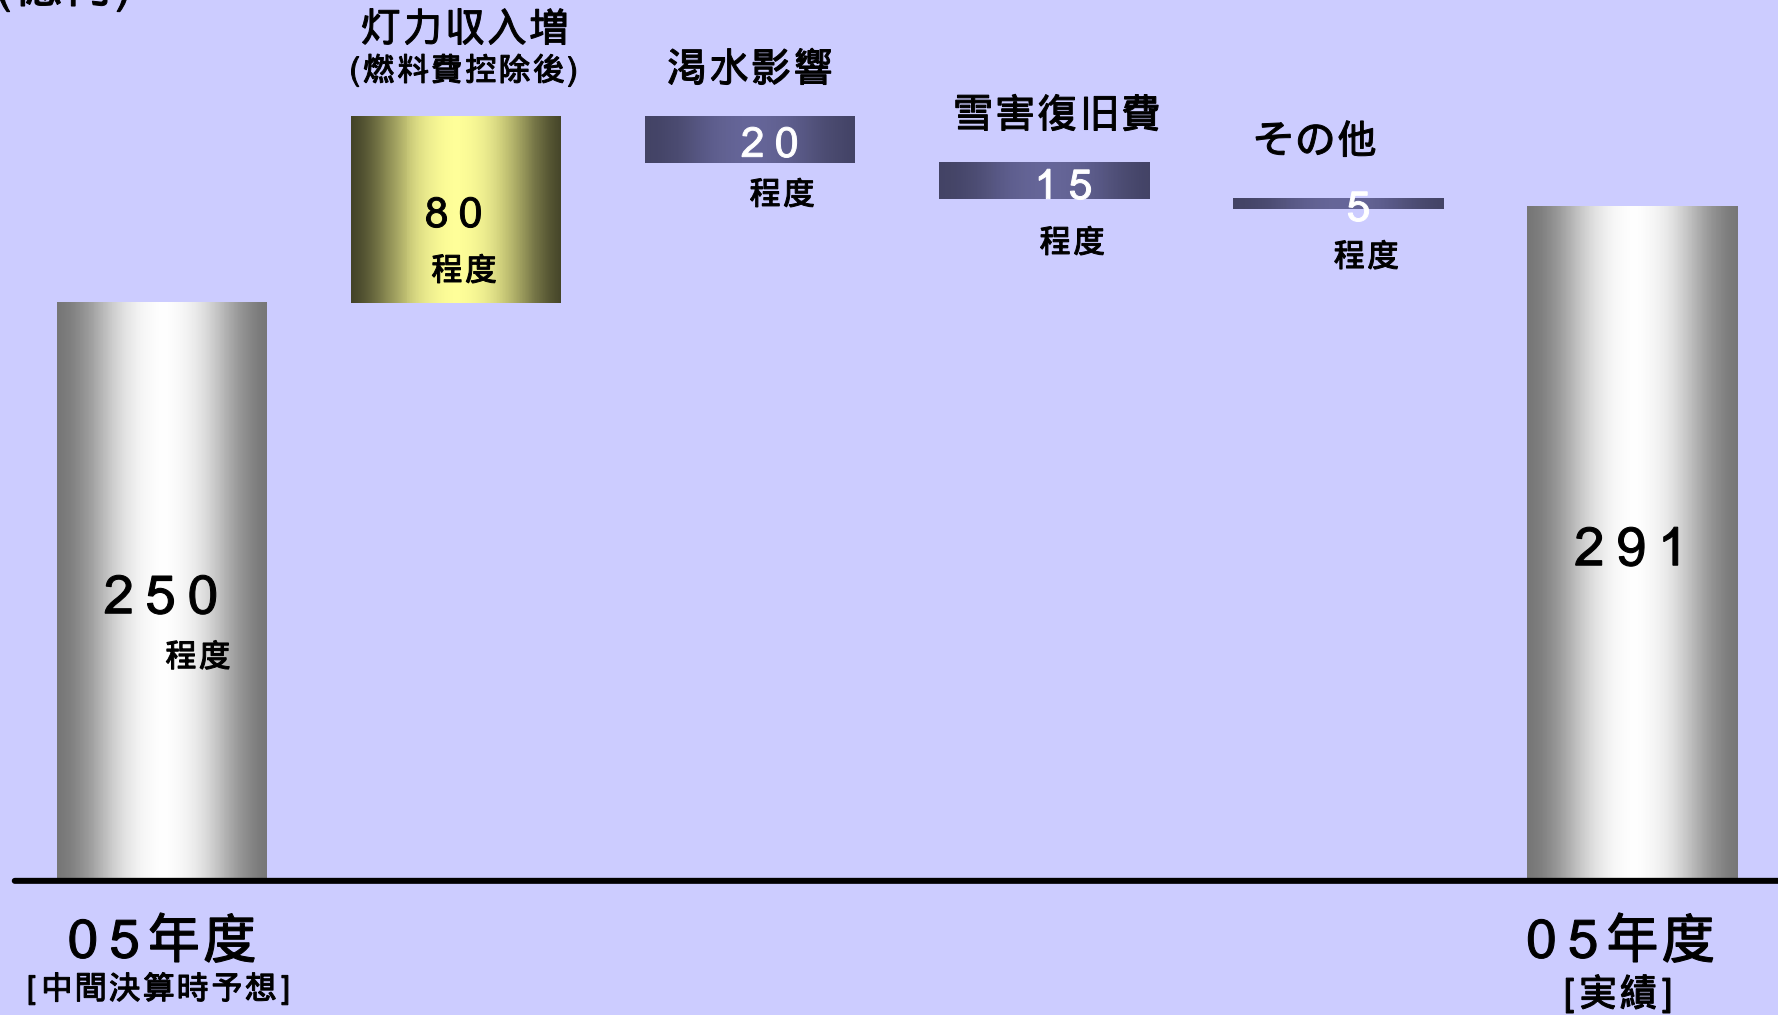 灯力収入増
(燃料費控除後)
渇水影響
雪害復旧費
その他
80
程度
20
程度
15
程度
5
程度
250
程度
291
05年度
[中間決算時予想]
05年度
[実績]